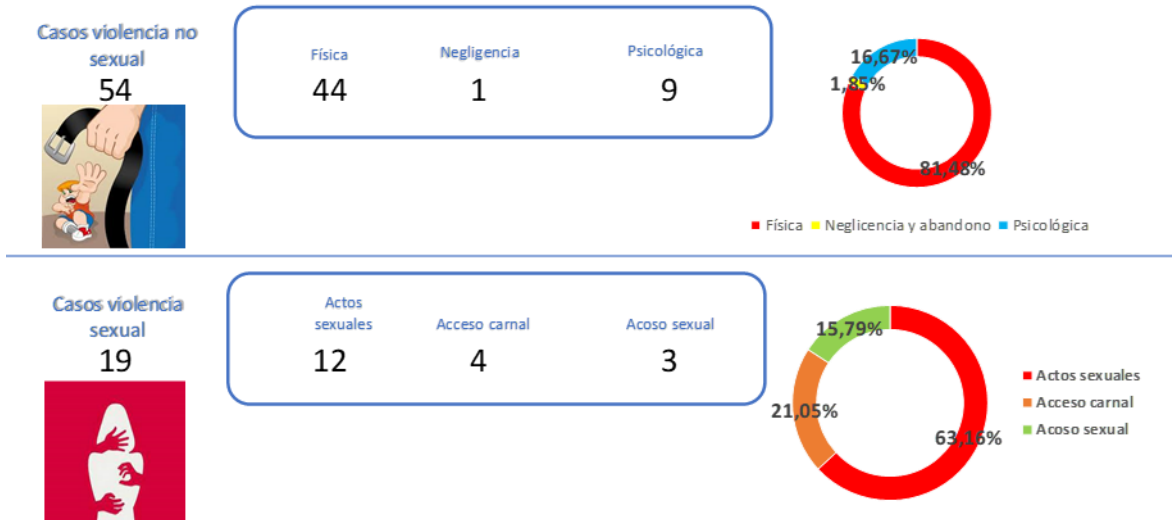 Casos violencia no
sexual
54
Física
Negligencia
Psicológica
44
1
9
16,67%
1,85%
81,48%
Física
Neglicencia y abandono
Psicológica
Casos violencia
sexual
19
Actos
sexuales
Acceso carnal
Acoso sexual
12
4
3
15,79%
21,05%
63,16%
Actos sexuales
Acceso carnal
Acoso sexual